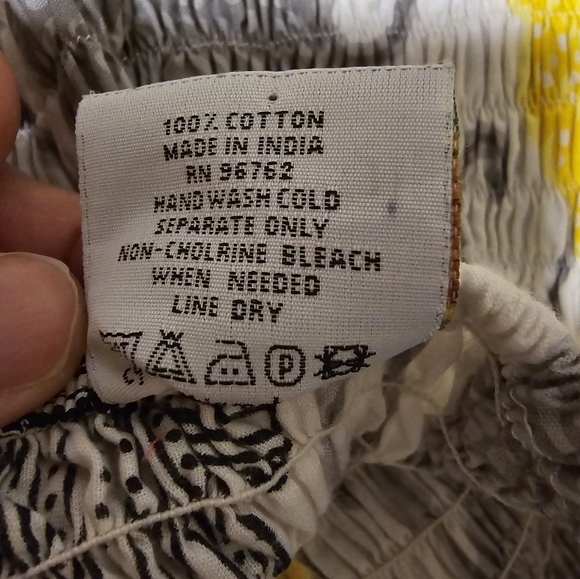 100% COTTON
MADE IN INDIA
RN 96762
HAND WASH COLD
SEPARATE ONLY
NON-CHOLRINE BLEACH
WHEN NEEDED
LINE DRY
P